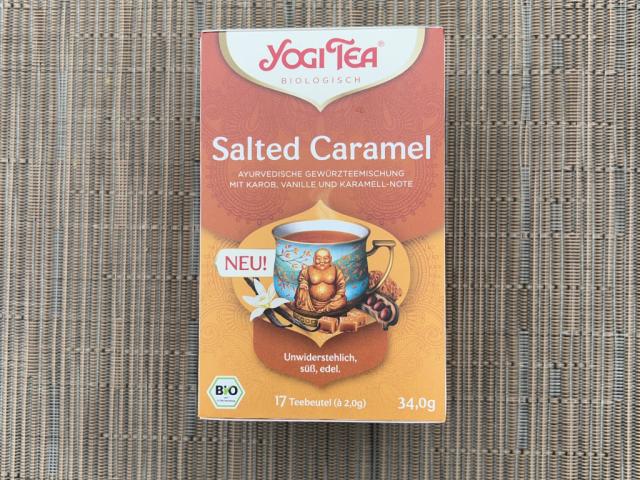 YOGI TEA®
BIOLOGISCH
Salted Caramel
AYURVEDISCHE GEWÜRZTEEMISCHUNG
MIT KAROB, VANILLE UND KARAMELL-NOTE
NEU!
Unwiderstehlich,
süß, edel.
BIO
17 Teebeutel (à 2,0g)
34,0g